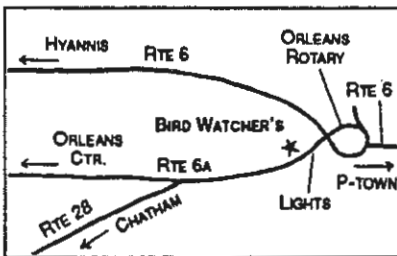 HYANNIS
RTE 6
ORLEANS
ROTARY
RTE 6
BIRD WATCHER'S
ORLEANS
CTR.
RTE 6A
P-TOWN
LIGHTS
RTE 28
CHATHAM